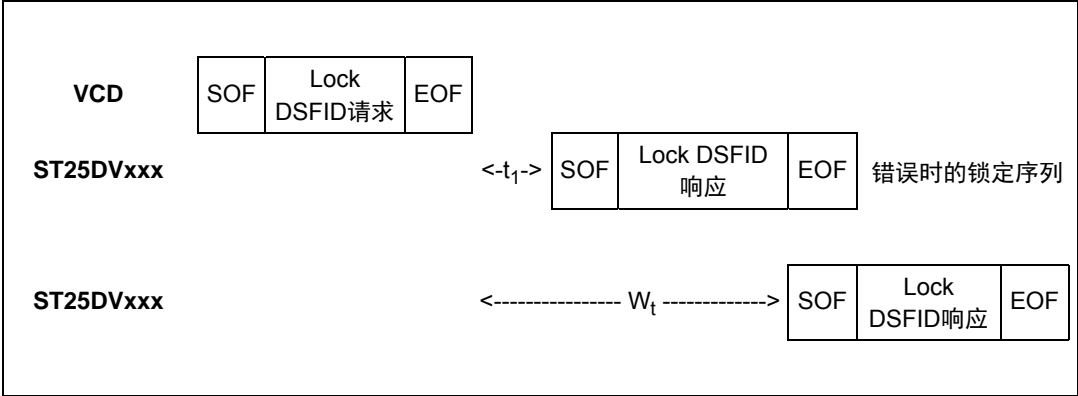 VCD SOF Lock DSFID请求 EOF
ST25DVxxx <-t₁-> SOF Lock DSFID 响应 EOF 错误时的锁定序列
ST25DVxxx <---------------- Wₜ -------------> SOF Lock DSFID响应 EOF